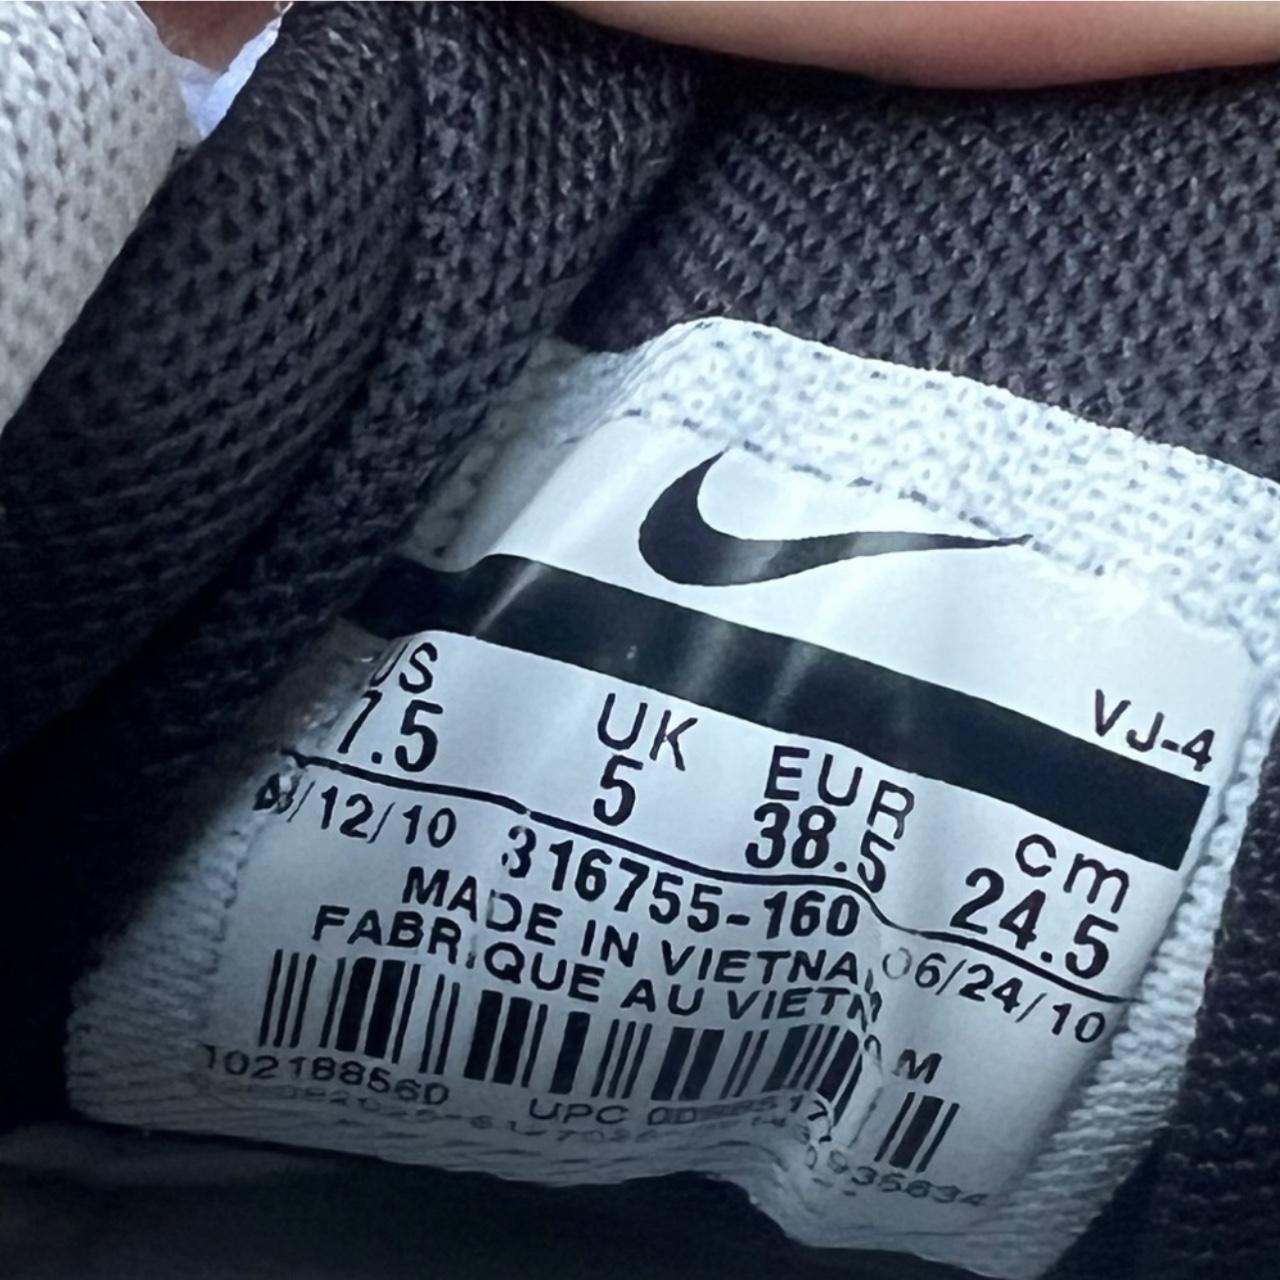 VJ-4
US UK EUR cm
7.5 5 38.5 24.5
/12/10 316755-160 06/24/10
MADE IN VIETNA
FABRIQUE AU VIETNAM
102188560 UPC